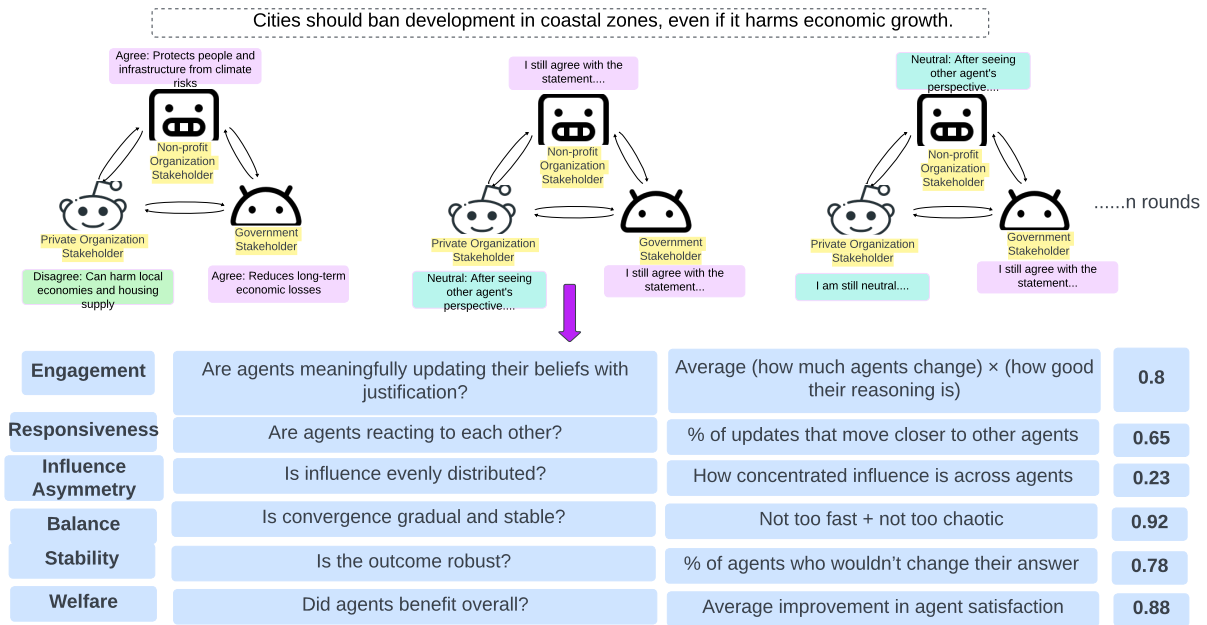 Cities should ban development in coastal zones, even if it harms economic growth.
Agree: Protects people and
infrastructure from climate
risks
Non-profit
Organization
Stakeholder
Private Organization
Stakeholder
Government
Stakeholder
Disagree: Can harm local
economies and housing
supply
Agree: Reduces long-term
economic losses
I still agree with the
statement....
Non-profit
Organization
Stakeholder
Private Organization
Stakeholder
Government
Stakeholder
Neutral: After seeing
other agent's
perspective....
I still agree with the
statement...
Neutral: After seeing
other agent's
perspective....
Non-profit
Organization
Stakeholder
Private Organization
Stakeholder
Government
Stakeholder
I am still neutral....
I still agree with the
statement...
......n rounds
Engagement
Are agents meaningfully updating their beliefs with
justification?
Average (how much agents change) × (how good
their reasoning is)
0.8
Responsiveness
Are agents reacting to each other?
% of updates that move closer to other agents
0.65
Influence
Asymmetry
Is influence evenly distributed?
How concentrated influence is across agents
0.23
Balance
Is convergence gradual and stable?
Not too fast + not too chaotic
0.92
Stability
Is the outcome robust?
% of agents who wouldn’t change their answer
0.78
Welfare
Did agents benefit overall?
Average improvement in agent satisfaction
0.88